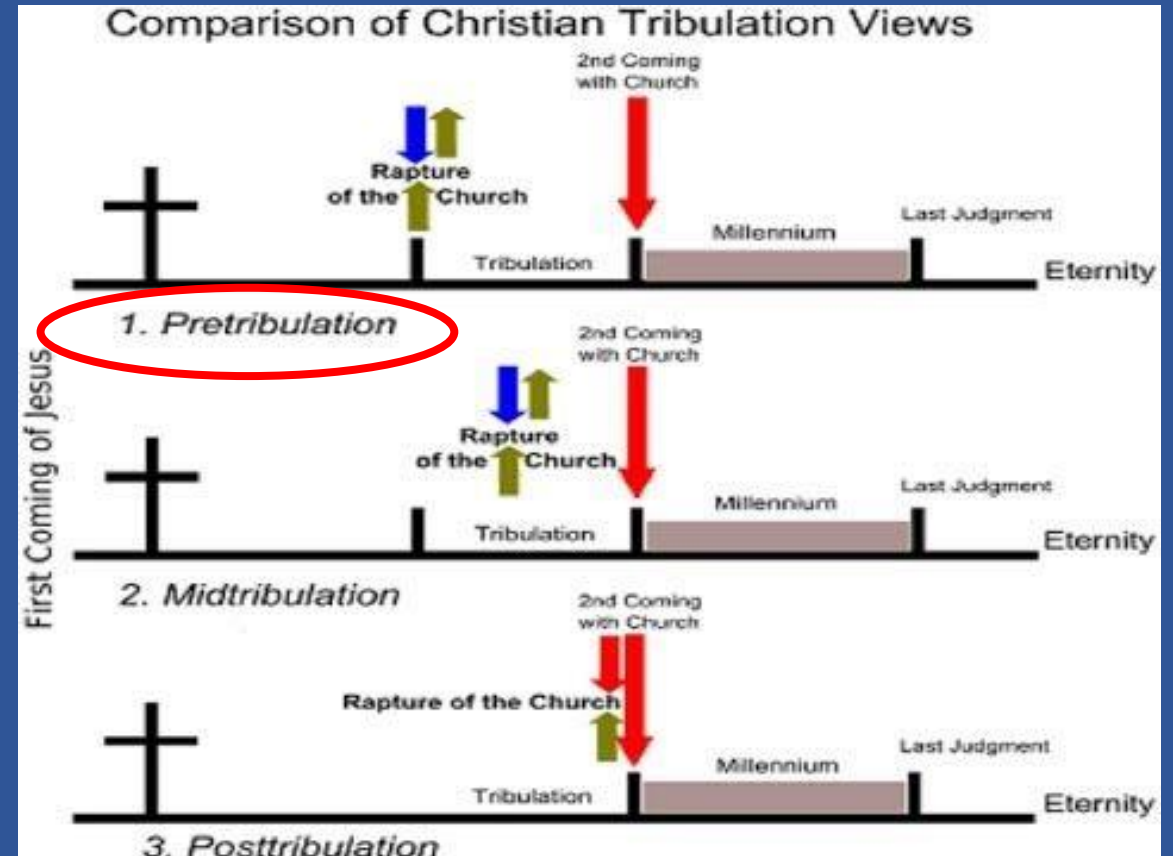 Comparison of Christian Tribulation Views
First Coming of Jesus
2nd Coming
with Church
Rapture
of the Church
Last Judgment
Millennium
Tribulation
Eternity
1. Pretribulation
2nd Coming
with Church
Rapture
of the Church
Last Judgment
Millennium
Tribulation
Eternity
2. Midtribulation
2nd Coming
with Church
Rapture of the Church
Last Judgment
Millennium
Tribulation
Eternity
3. Posttribulation